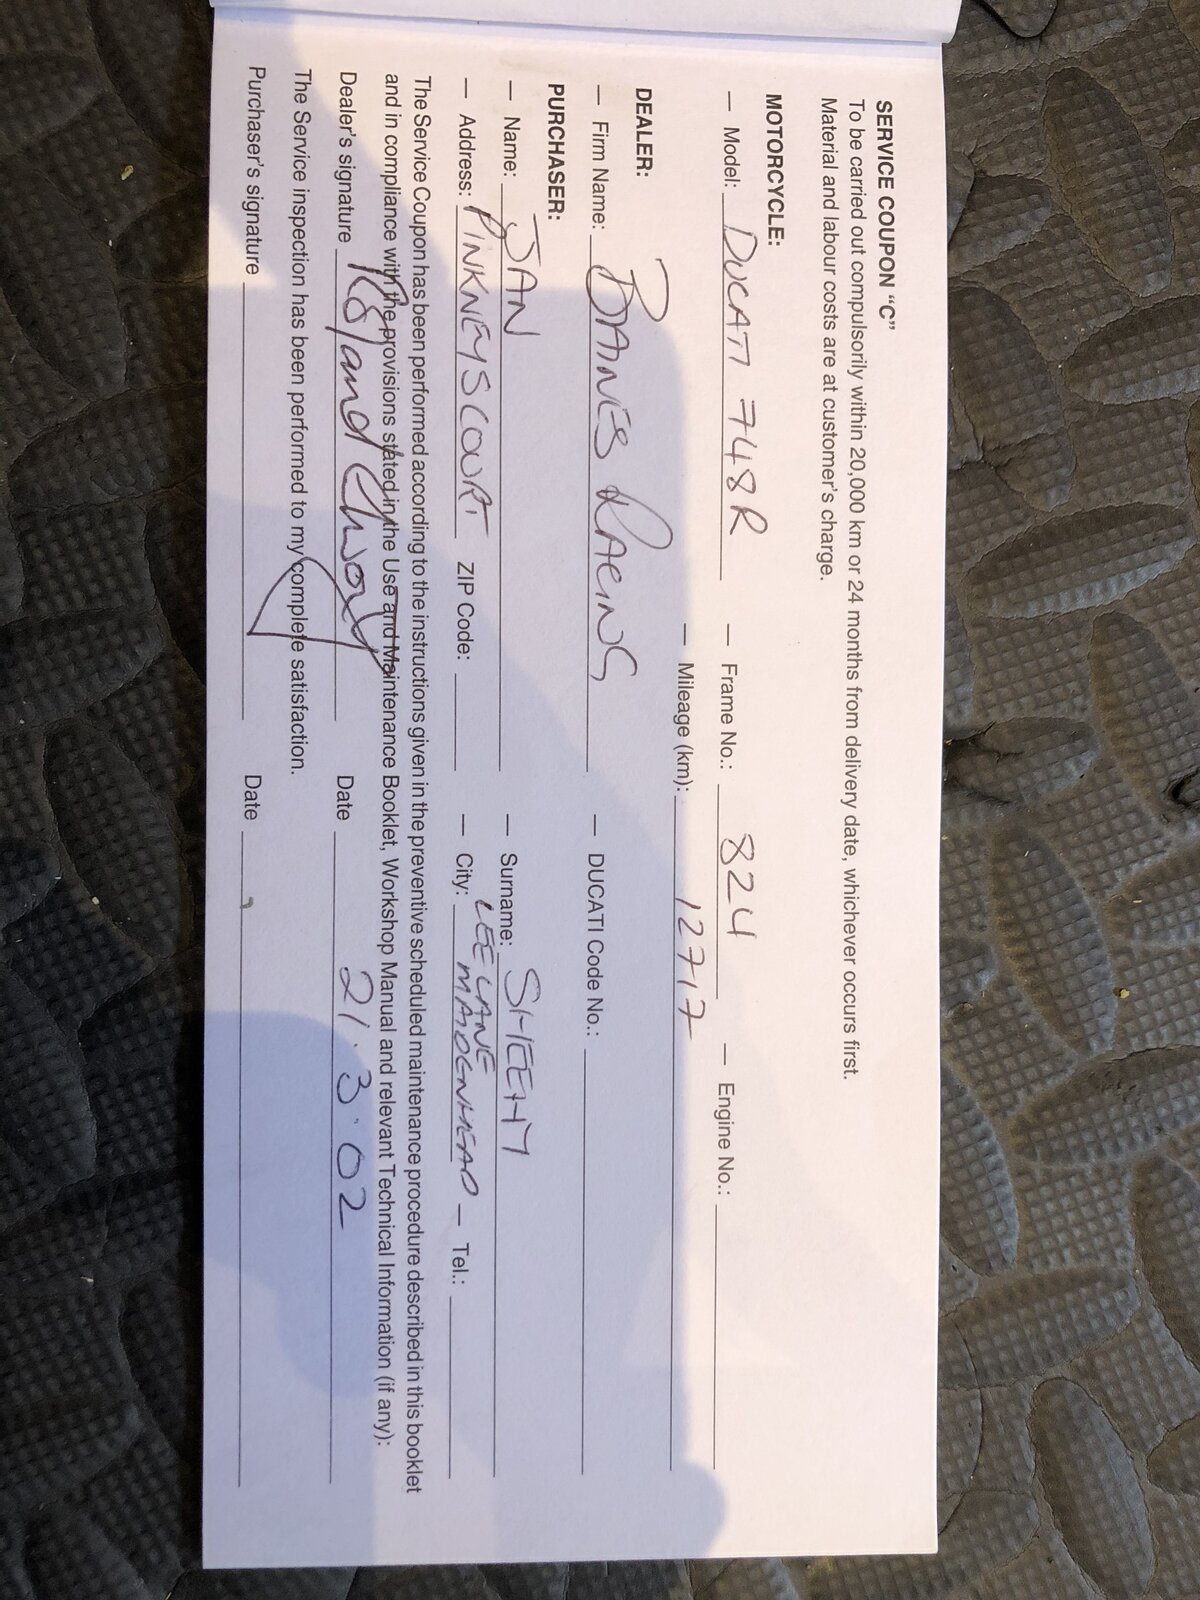 SERVICE COUPON “C”
To be carried out compulsorily within 20,000 km or 24 months from delivery date, whichever occurs first.
Material and labour costs are at customer's charge.
MOTORCYCLE:
— Model: DUCATI 748R — Frame No.: 824 — Engine No.:
— Mileage (km): 12717
DEALER:
— Firm Name: BAINES RACING — DUCATI Code No.:
PURCHASER:
— Name: JAN — Surname: SHEEHY
— Address: PINKNEYS COURT ZIP Code: — City: LEE LANE
MAIDENHEAD — Tel.:
The Service Coupon has been performed according to the instructions given in the preventive scheduled maintenance procedure described in this booklet
and in compliance with the provisions stated in the Use and Maintenance Booklet, Workshop Manual and relevant Technical Information (if any):
Dealer's signature Date 21.3.02
The Service inspection has been performed to my complete satisfaction.
Purchaser's signature Date